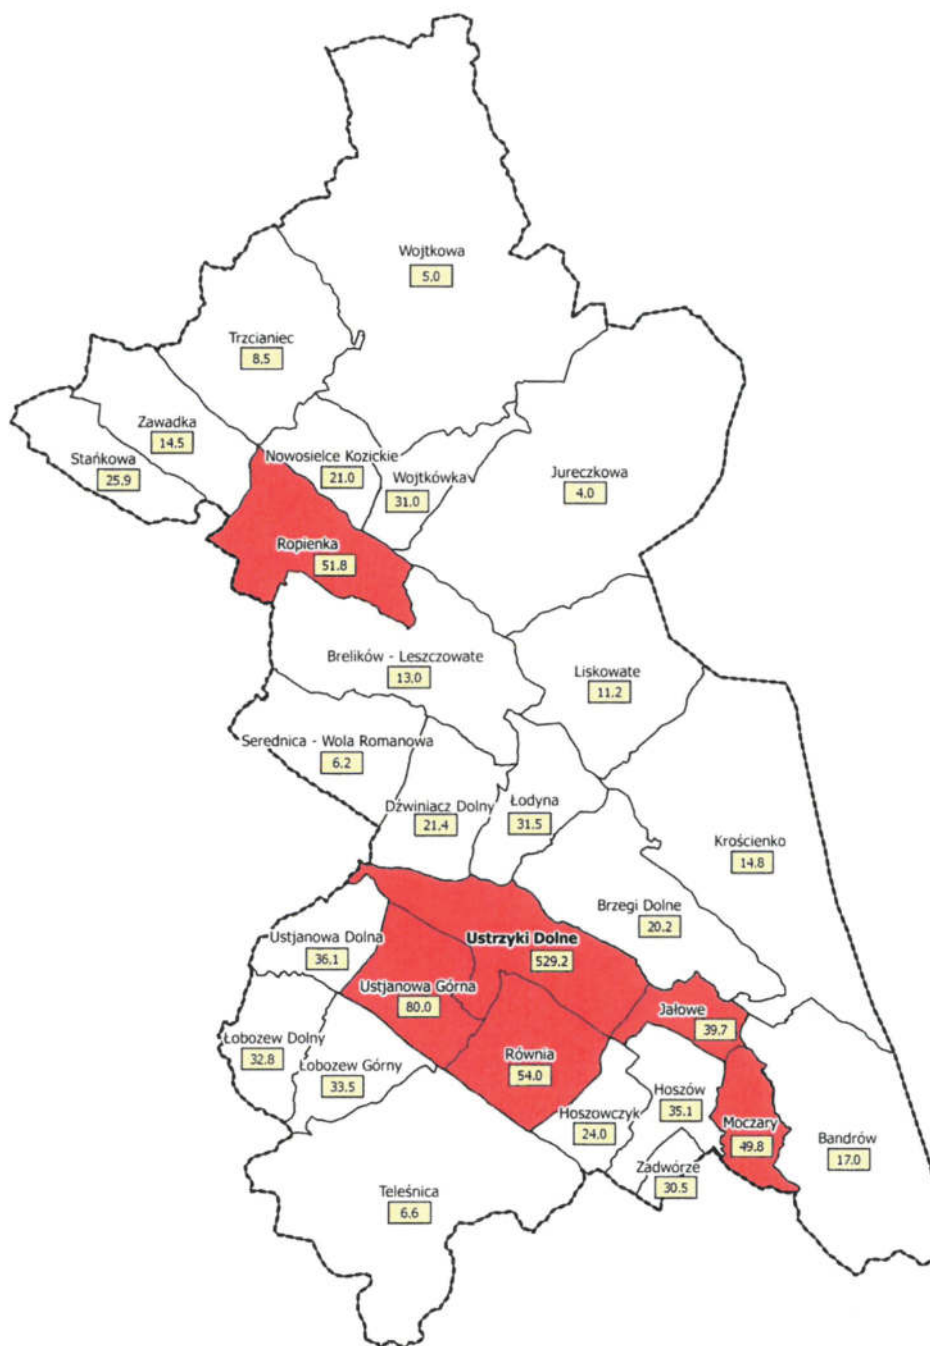 Wojtkowa
5.0
Trzcianiec
8.5
Zawadka
14.5
Stańkowa
25.9
Nowosielce Kozickie
21.0
Wojtkówka
31.0
Jureczkowa
4.0
Ropienka
51.8
Brelików - Leszczowate
13.0
Liskowate
11.2
Serednica - Wola Romanowa
6.2
Dźwiniacz Dolny
21.4
Łodyna
31.5
Krościenko
14.8
Brzegi Dolne
20.2
Ustjanowa Dolna
36.1
Ustrzyki Dolne
529.2
Ustjanowa Górna
80.0
Jałowe
39.7
Łobozew Dolny
32.8
Łobozew Górny
33.5
Równia
54.0
Hoszów
35.1
Hoszowczyk
24.0
Moczary
49.8
Bandrów
17.0
Zadwórze
30.5
Teleśnica
6.6